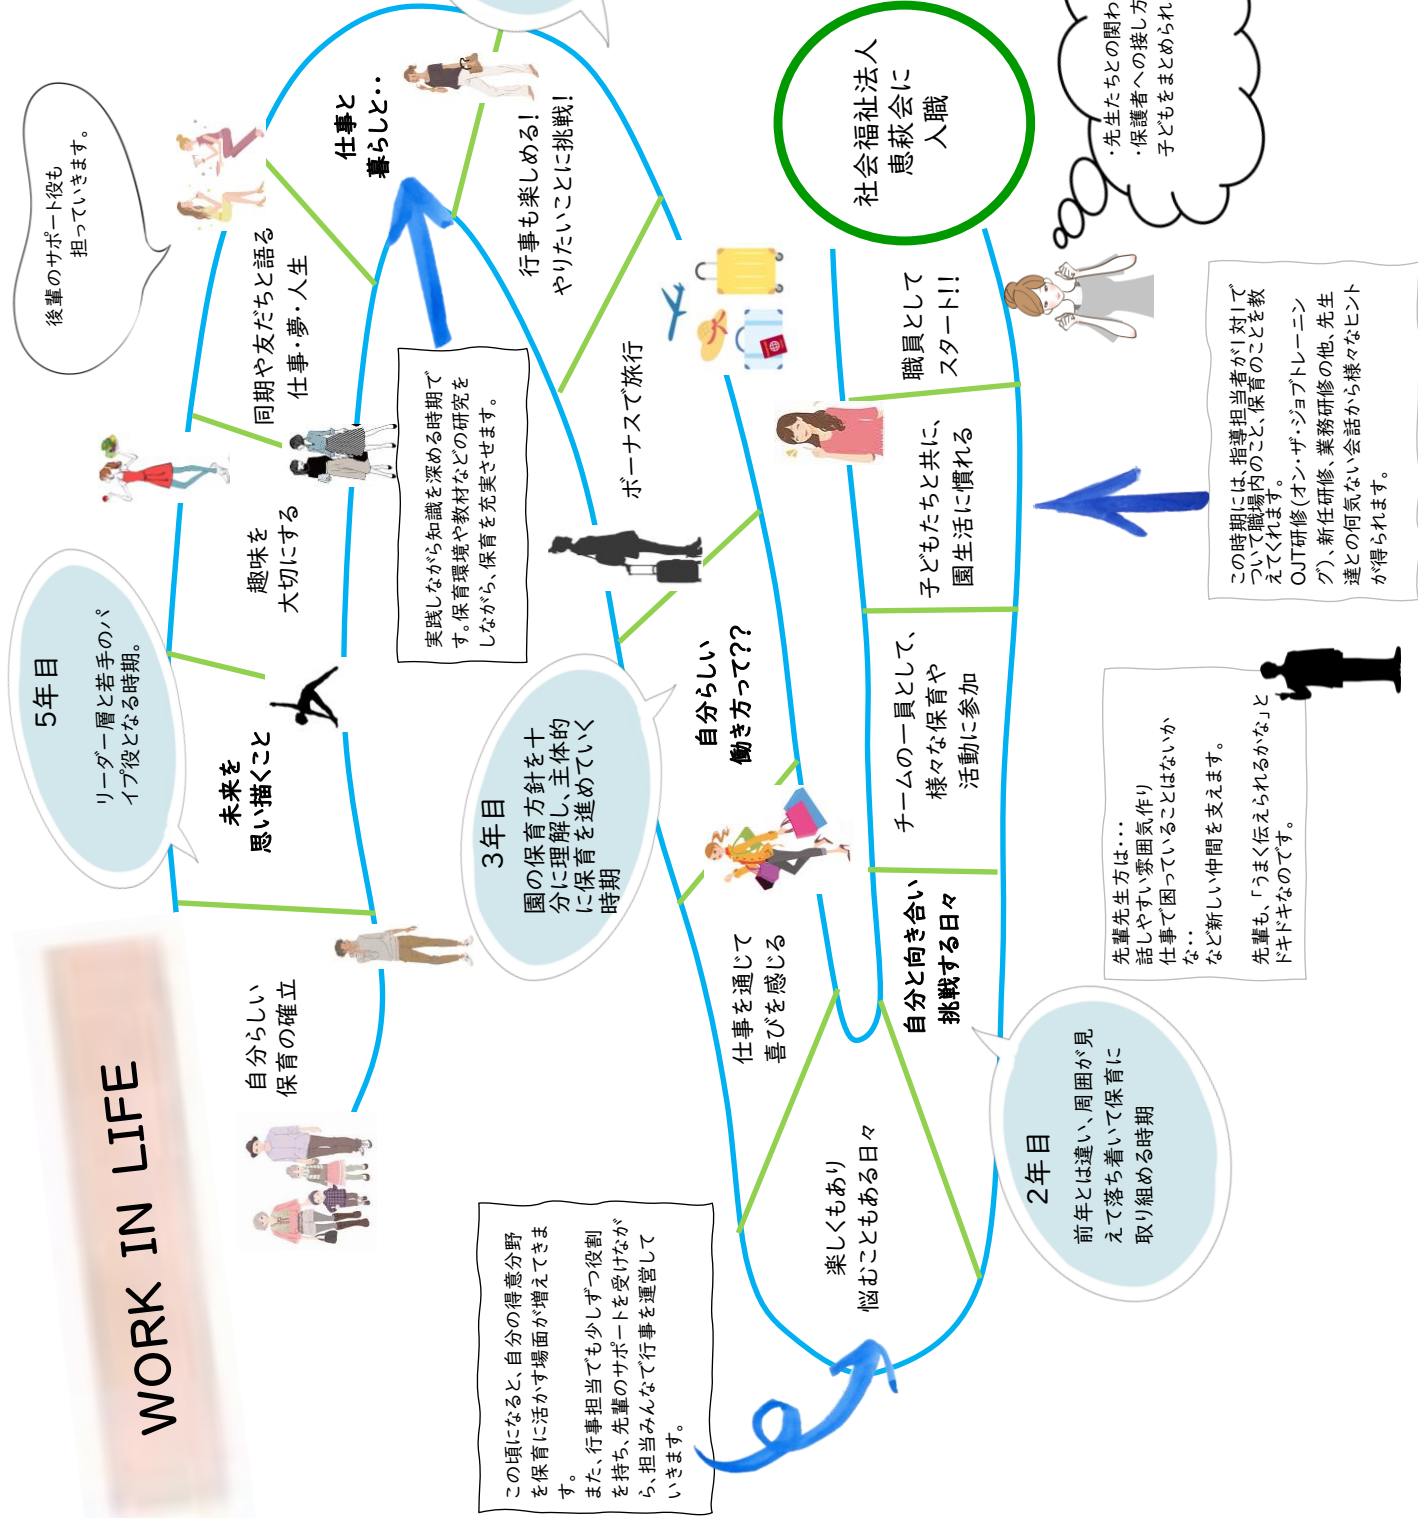 WORK IN LIFE
社会福祉法人
恵萩会に
入職
職員として
スタート!!
子どもたちと共に、
園生活に慣れる
チームの一員として、
様々な保育や
活動に参加
自分と向き合い
挑戦する日々
楽しくもあり
悩むこともある日々
仕事を通じて
喜びを感じる
自分らしい
働き方って??
ボーナスで旅行
行事も楽しめる!
やりたいことに挑戦!
仕事と
暮らしと・・
同期や友だちと語る
仕事・夢・人生
趣味を
大切にする
未来を
思い描くこと
自分らしい
保育の確立
・先生たちとの関わ
・保護者への接し方
子どもをまとめられ
この時期には、指導担当者が1対1で
ついて職場内のこと、保育のことを教
えてくれます。
OJT研修(オン・ザ・ジョブトレーニン
グ)、新任研修、業務研修の他、先生
達との何気ない会話から様々なヒント
が得られます。
先輩先生方は・・・
話しやすい雰囲気作り
仕事で困っていることはないか
な・・
など新しい仲間を支えます。
先輩も、「うまく伝えられるかな」と
ドキドキなのです。
2年目
前年とは違い、周囲が見
えて落ち着いて保育に
取り組める時期
この頃になると、自分の得意分野
を保育に活かす場面が増えてきま
す。
また、行事担当でも少しずつ役割
を持ち、先輩のサポートを受けなが
ら、担当みんなで行事を運営して
いきます。
3年目
園の保育方針を十
分に理解し、主体的
に保育を進めていく
時期
実践しながら知識を深める時期で
す。保育環境や教材などの研究を
しながら、保育を充実させます。
5年目
リーダー層と若手のパ
イプ役となる時期。
後輩のサポート役も
担っていきます。